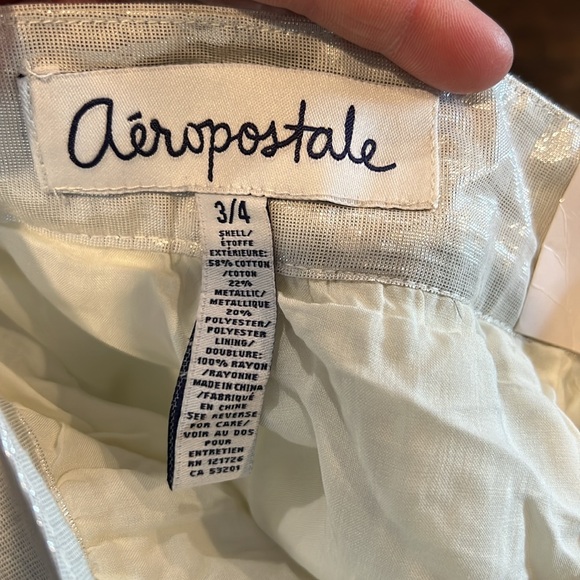 aéropostale
3/4
SHELL/
ÉTOFFE
EXTÉRIEURE:
58% COTTON
/COTON
22%
METALLIC/
METALLIQUE
20%
POLYESTER/
POLYESTER
LINING/
DOUBLURE:
100% RAYON
/RAYONNE
MADE IN CHINA
/FABRIQUÉ
EN CHINE
SEE REVERSE
FOR CARE/
VOIR AU DOS
POUR
ENTRETIEN
RN 121726
CA 53201